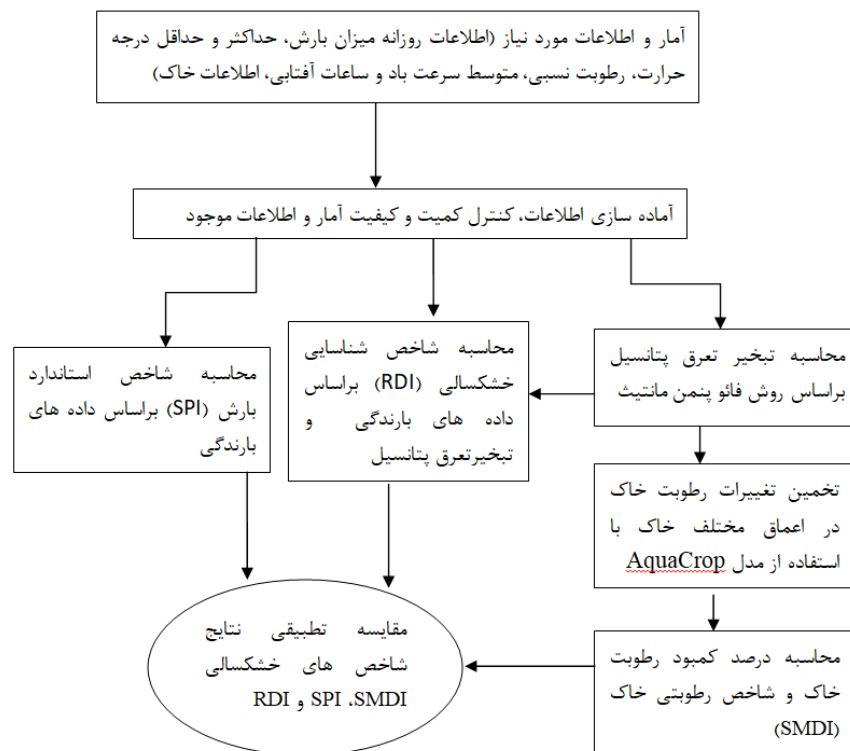 آمار و اطلاعات مورد نیاز (اطلاعات روزانه میزان بارش، حداکثر و حداقل درجه
حرارت، رطوبت نسبی، متوسط سرعت باد و ساعات آفتابی، اطلاعات خاک)
آماده سازی اطلاعات، کنترل کمیت و کیفیت آمار و اطلاعات موجود
محاسبه تبخیر تعرق پتانسیل
براساس روش فائو پنمن مانتیث
محاسبه شاخص شناسایی
خشکسالی (RDI) براساس
داده های بارندگی و
تبخیرتعرق پتانسیل
محاسبه شاخص استاندارد
بارش (SPI) براساس داده های
بارندگی
تخمین تغییرات رطوبت خاک
در اعماق مختلف خاک با
استفاده از مدل AquaCrop
محاسبه درصد کمبود رطوبت
خاک و شاخص رطوبتی خاک
(SMDI)
مقایسه تطبیقی نتایج
شاخص های خشکسالی
SMDI، SPI و RDI